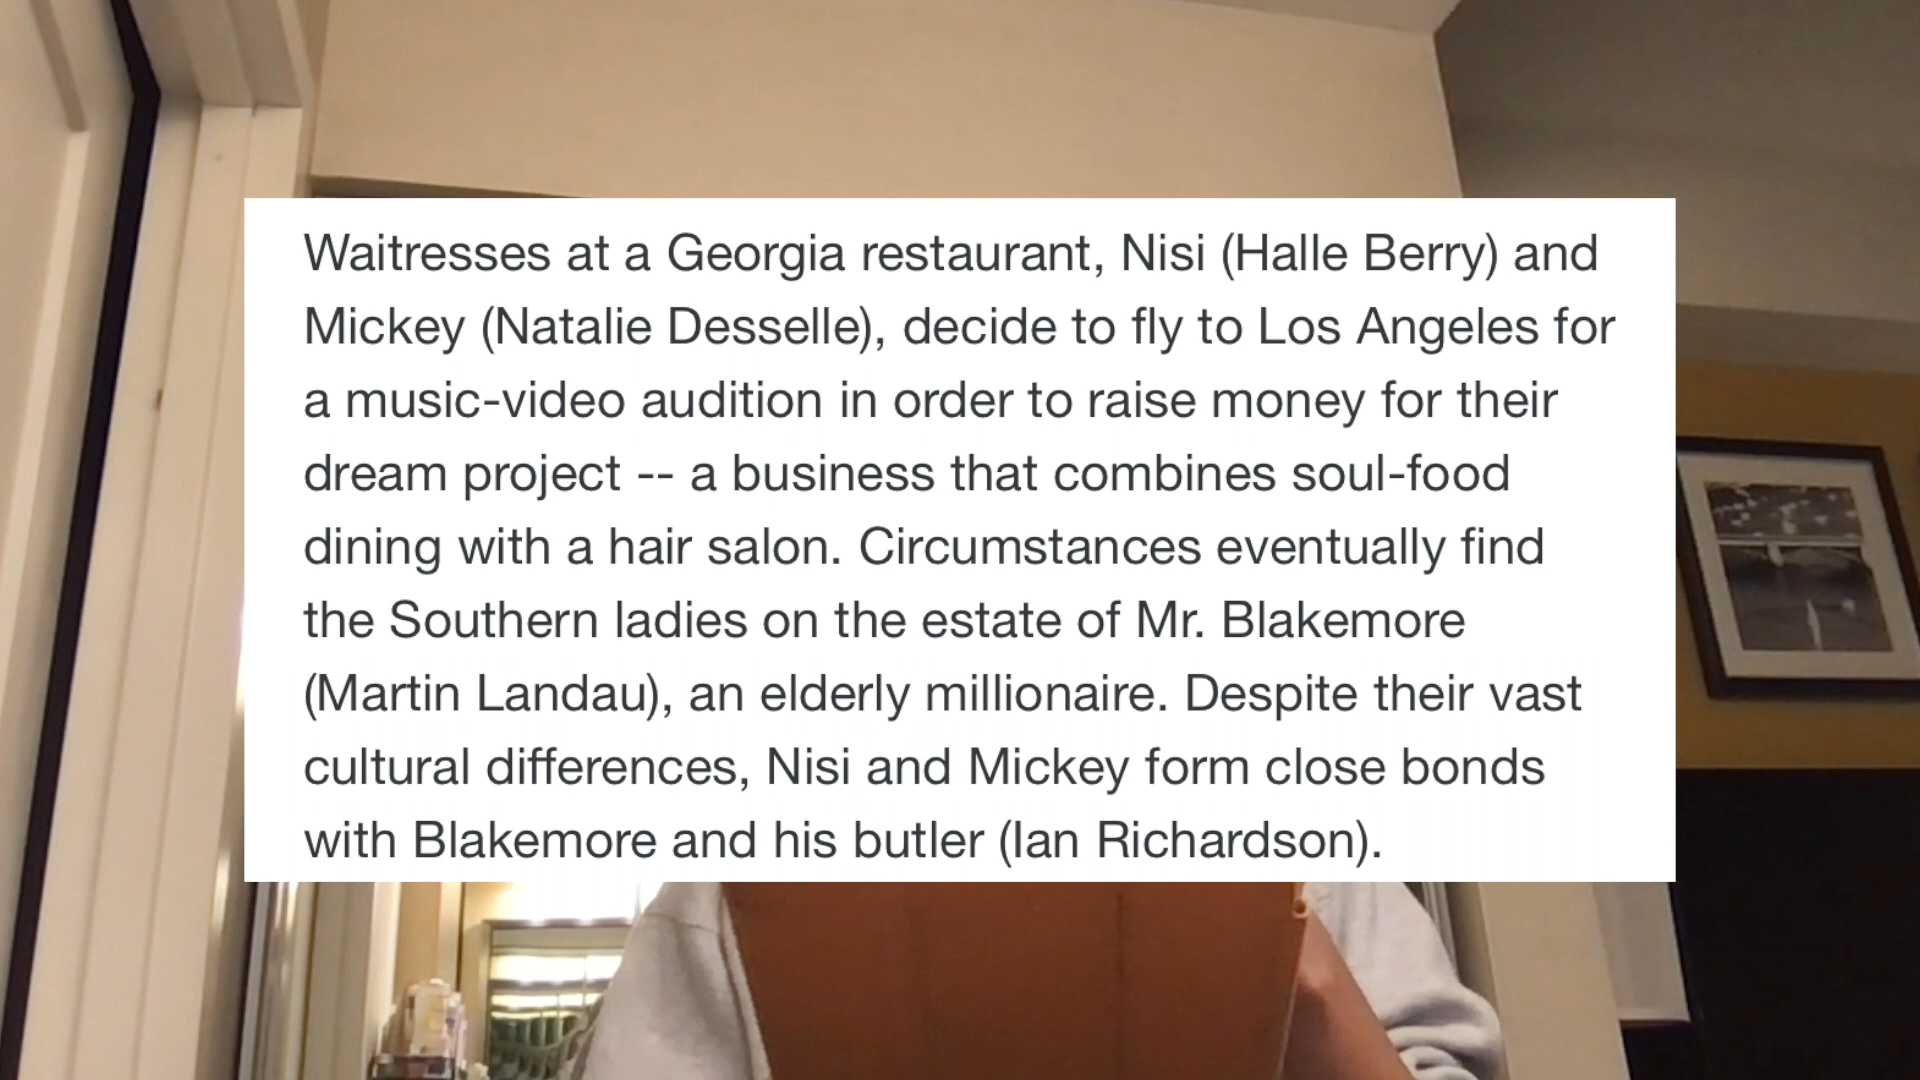 Waitresses at a Georgia restaurant, Nisi (Halle Berry) and
Mickey (Natalie Desselle), decide to fly to Los Angeles for
a music-video audition in order to raise money for their
dream project -- a business that combines soul-food
dining with a hair salon. Circumstances eventually find
the Southern ladies on the estate of Mr. Blakemore
(Martin Landau), an elderly millionaire. Despite their vast
cultural differences, Nisi and Mickey form close bonds
with Blakemore and his butler (Ian Richardson).